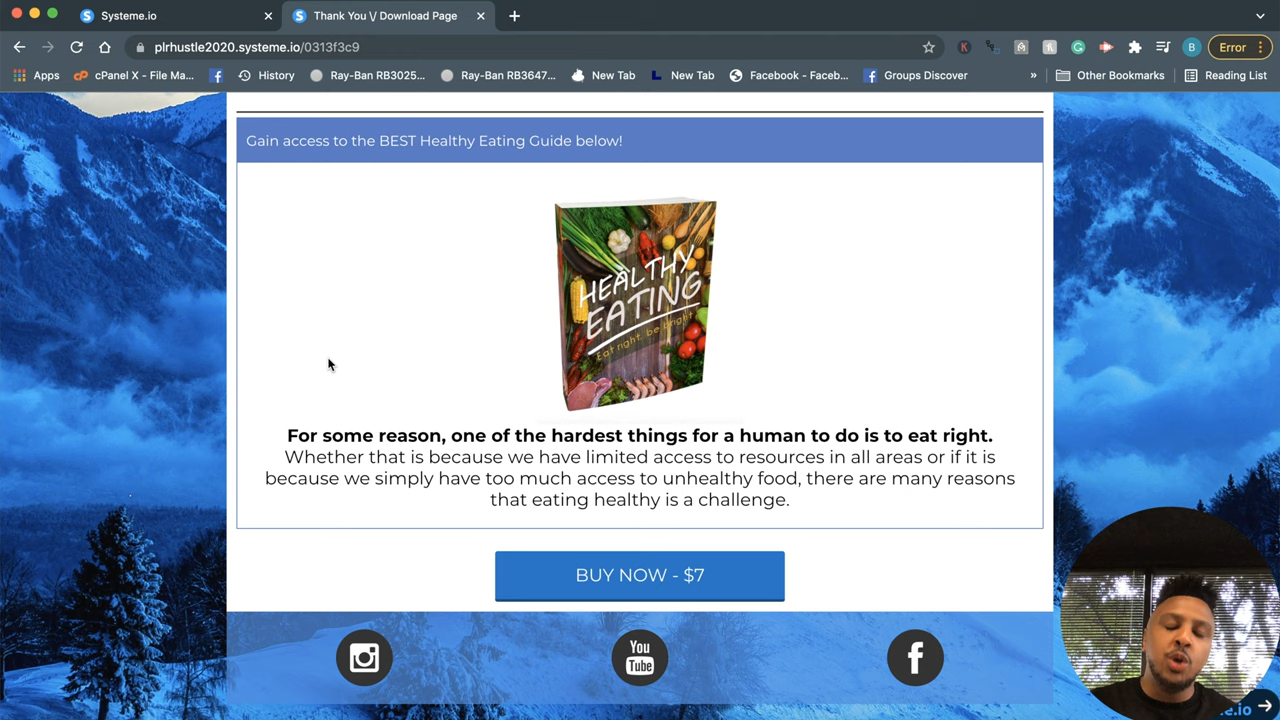 Systeme.io
Thank You \/ Download Page
plrhustle2020.systeme.io/0313f3c9
B
Error
Apps
cPanel X - File Ma...
History
Ray-Ban RB3025...
Ray-Ban RB3647...
New Tab
New Tab
Facebook - Faceb...
Groups Discover
»
Other Bookmarks
Reading List
Gain access to the BEST Healthy Eating Guide below!
HEALTHY
EATING
Eat right, be bright
For some reason, one of the hardest things for a human to do is to eat right.
Whether that is because we have limited access to resources in all areas or if it is
because we simply have too much access to unhealthy food, there are many reasons
that eating healthy is a challenge.
BUY NOW - $7
You
Tube
e.io